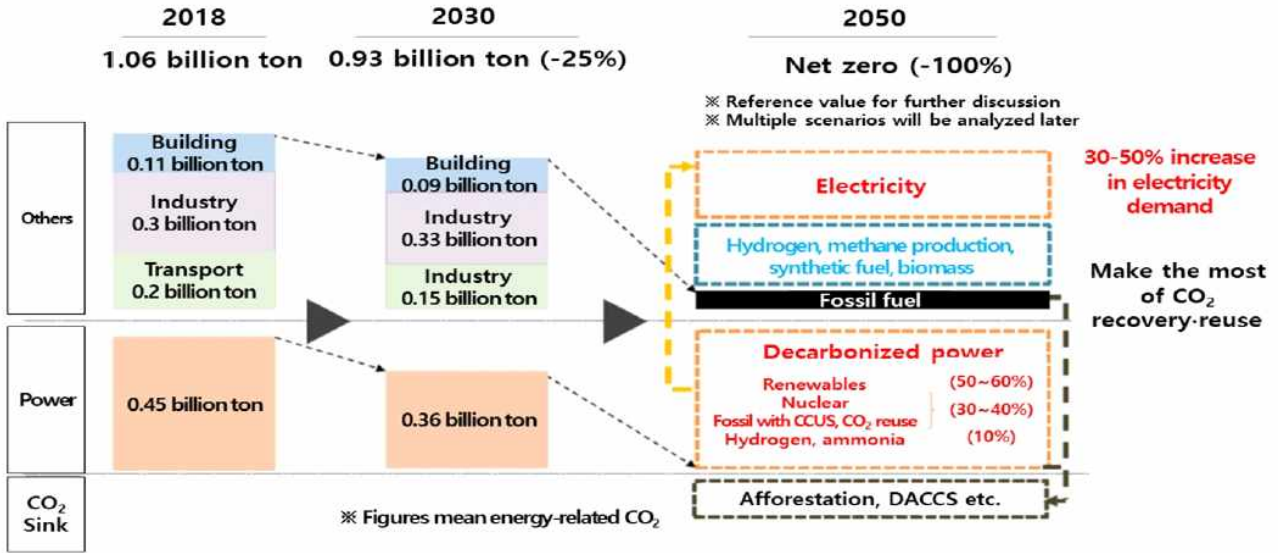 2018
1.06 billion ton
2030
0.93 billion ton (-25%)
2050
Net zero (-100%)
※ Reference value for further discussion
※ Multiple scenarios will be analyzed later
Others
Building
0.11 billion ton
Industry
0.3 billion ton
Transport
0.2 billion ton
Building
0.09 billion ton
Industry
0.33 billion ton
Industry
0.15 billion ton
Electricity
Hydrogen, methane production,
synthetic fuel, biomass
Fossil fuel
30-50% increase
in electricity
demand
Make the most
of CO₂
recovery·reuse
Power
0.45 billion ton
0.36 billion ton
Decarbonized power
Renewables (50~60%)
Nuclear
Fossil with CCUS, CO₂ reuse (30~40%)
Hydrogen, ammonia (10%)
CO₂
Sink
※ Figures mean energy-related CO₂
Afforestation, DACCS etc.